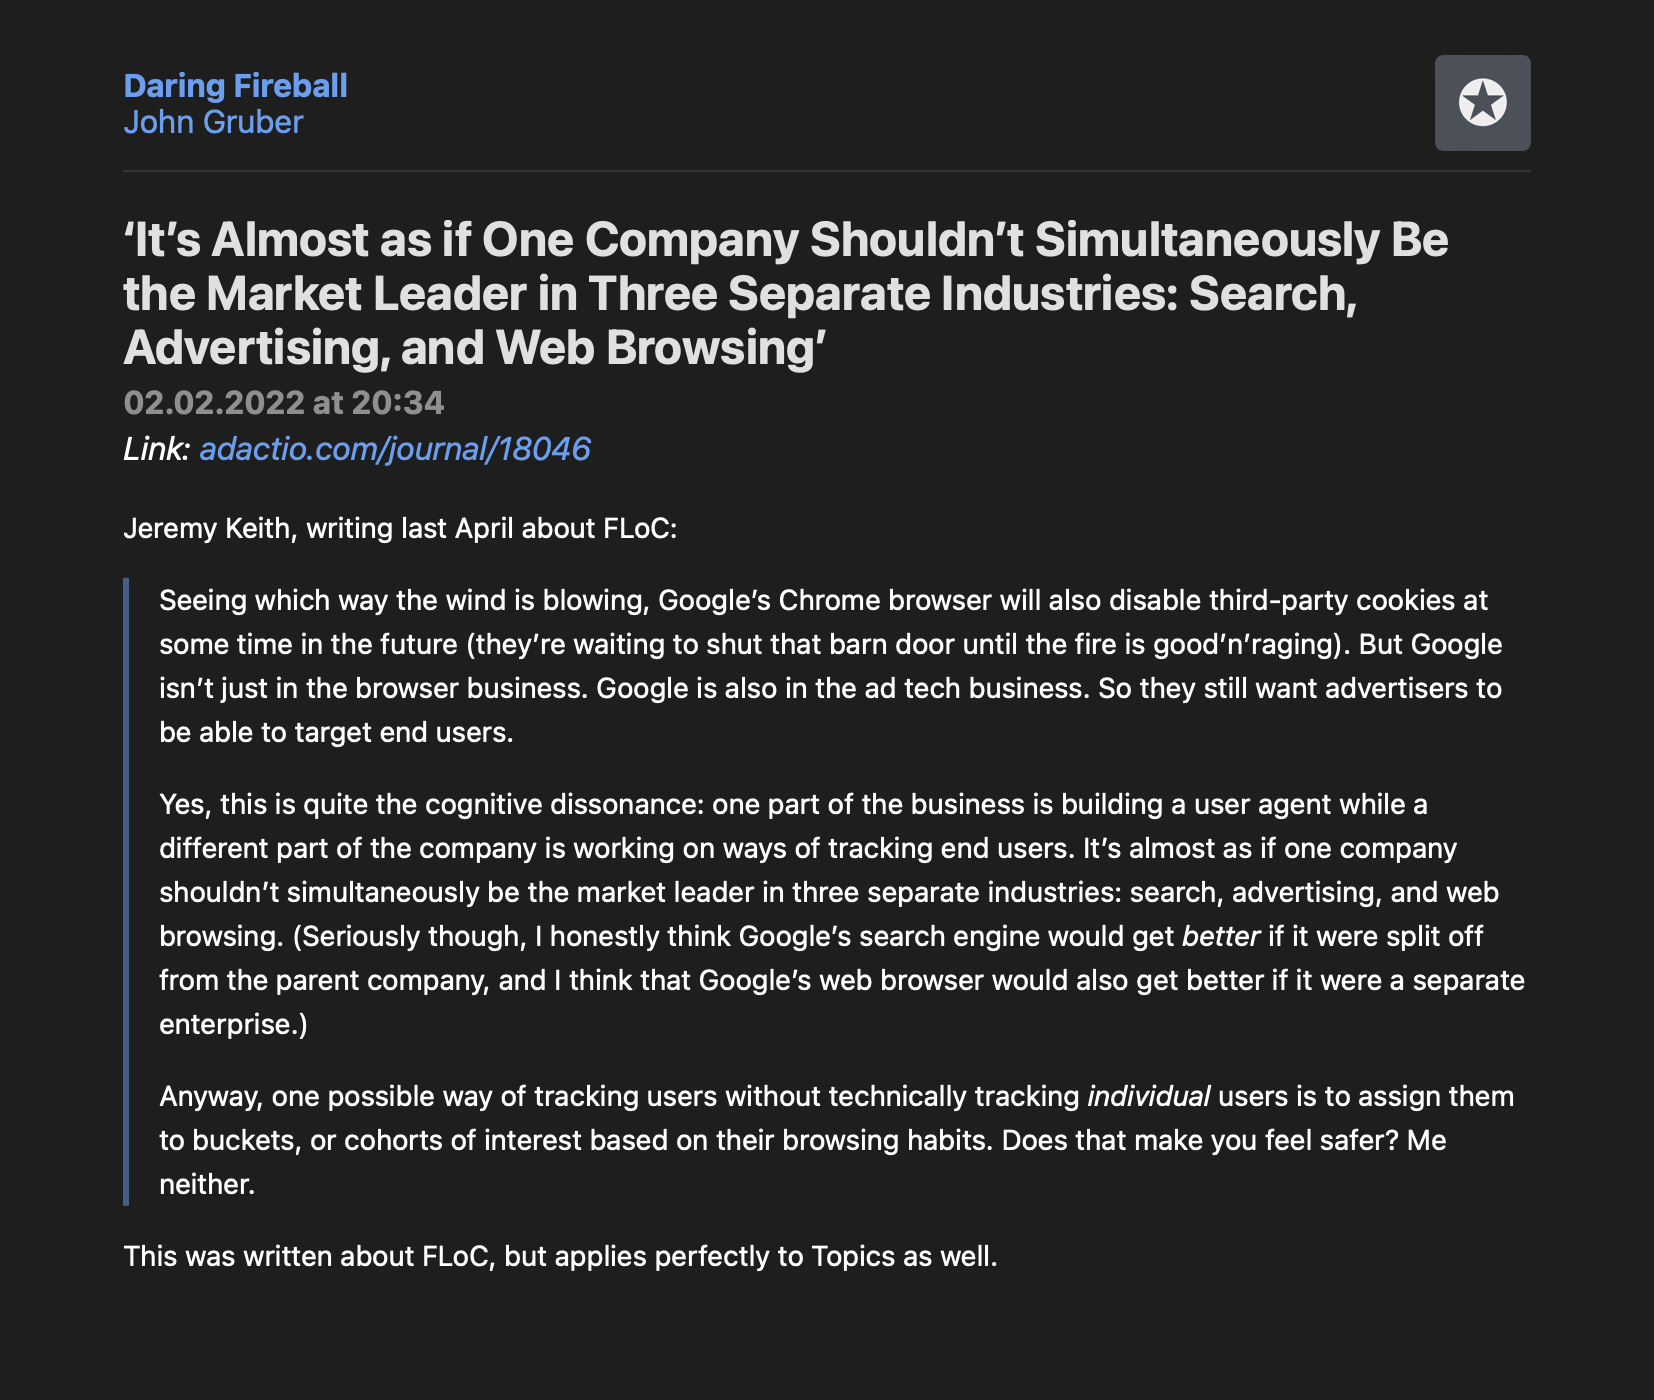 Daring Fireball
John Gruber
‘It’s Almost as if One Company Shouldn’t Simultaneously Be
the Market Leader in Three Separate Industries: Search,
Advertising, and Web Browsing’
02.02.2022 at 20:34
Link: adactio.com/journal/18046
Jeremy Keith, writing last April about FLoC:
Seeing which way the wind is blowing, Google’s Chrome browser will also disable third-party cookies at
some time in the future (they’re waiting to shut that barn door until the fire is good’n’raging). But Google
isn’t just in the browser business. Google is also in the ad tech business. So they still want advertisers to
be able to target end users.
Yes, this is quite the cognitive dissonance: one part of the business is building a user agent while a
different part of the company is working on ways of tracking end users. It’s almost as if one company
shouldn’t simultaneously be the market leader in three separate industries: search, advertising, and web
browsing. (Seriously though, I honestly think Google’s search engine would get better if it were split off
from the parent company, and I think that Google’s web browser would also get better if it were a separate
enterprise.)
Anyway, one possible way of tracking users without technically tracking individual users is to assign them
to buckets, or cohorts of interest based on their browsing habits. Does that make you feel safer? Me
neither.
This was written about FLoC, but applies perfectly to Topics as well.